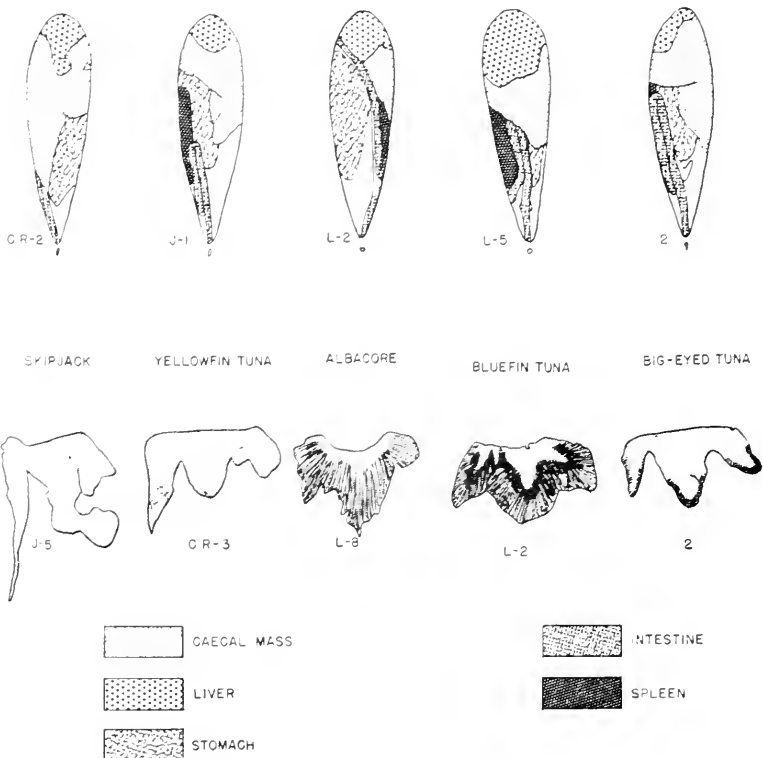 CR-2 J-1 L-2 L-5 2
SKIPJACK YELLOWFIN TUNA ALBACORE BLUEFIN TUNA BIG-EYED TUNA
J-5 CR-3 L-8 L-2 2
CAECAL MASS
LIVER
STOMACH
INTESTINE
SPLEEN